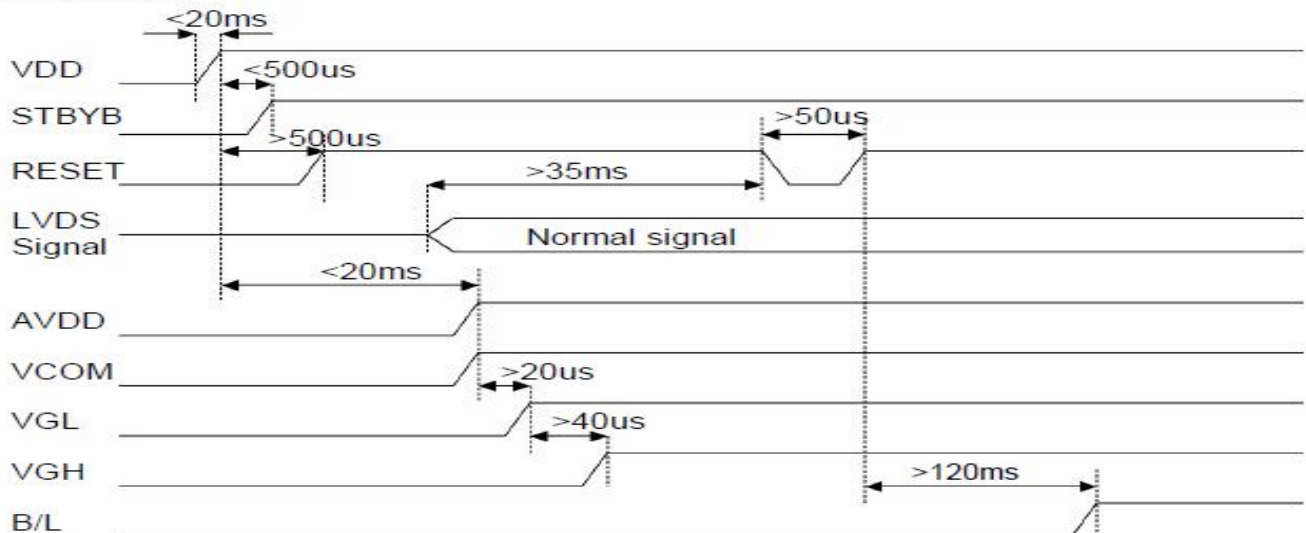 <20ms
VDD
<500us
STBYB
>50us
>500us
RESET
>35ms
LVDS
Signal
Normal signal
<20ms
AVDD
VCOM
>20us
VGL
>40us
VGH
>120ms
B/L